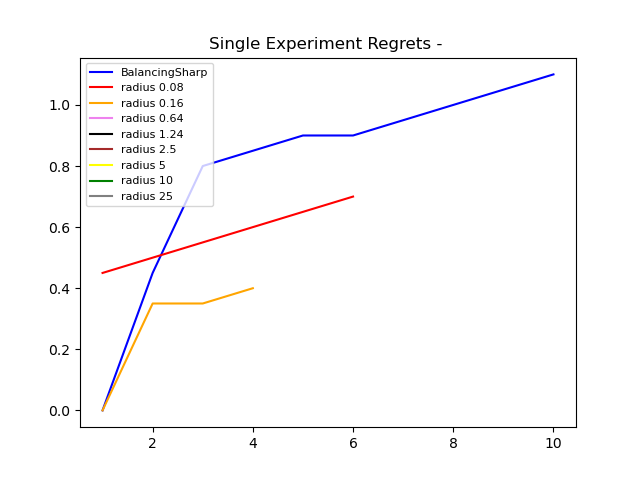 Single Experiment Regrets -
BalancingSharp
radius 0.08
radius 0.16
radius 0.64
radius 1.24
radius 2.5
radius 5
radius 10
radius 25
1.0
0.8
0.6
0.4
0.2
0.0
2 4 6 8 10